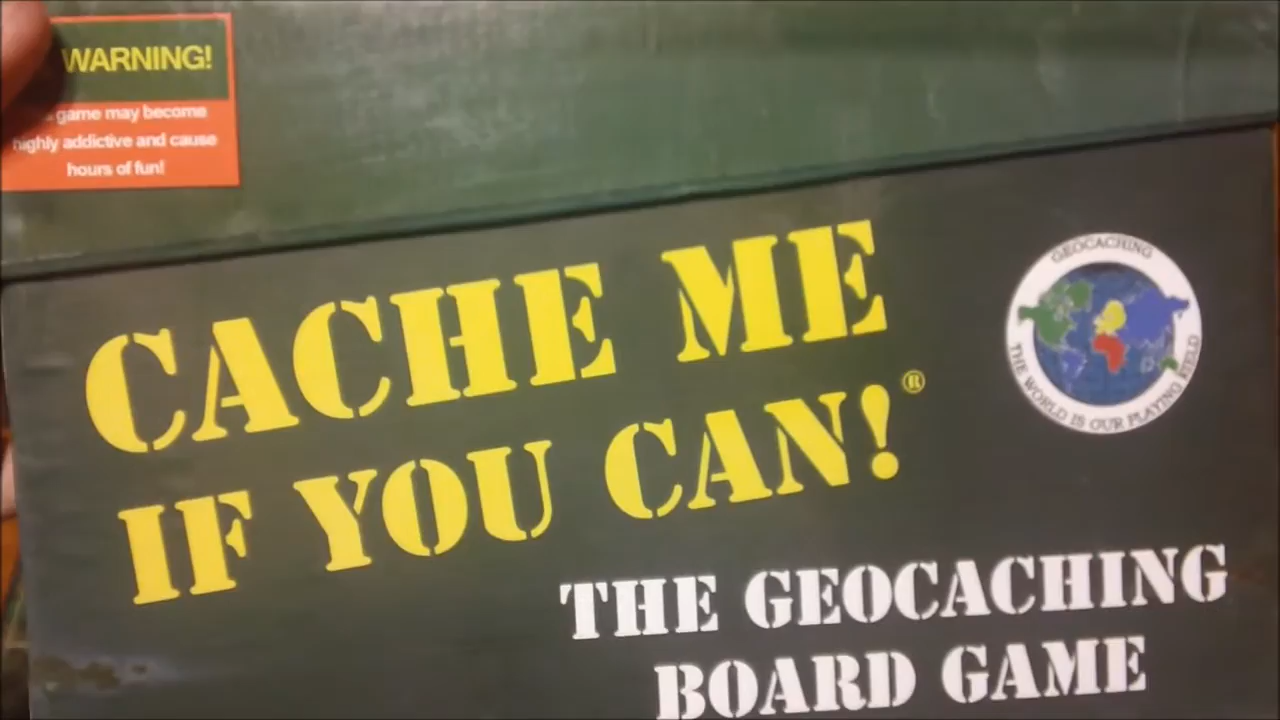 WARNING!
game may become
highly addictive and cause
hours of fun!
CACHE ME
IF YOU CAN!®
GEOCACHING
THE WORLD IS OUR PLAYING FIELD
THE GEOCACHING
BOARD GAME